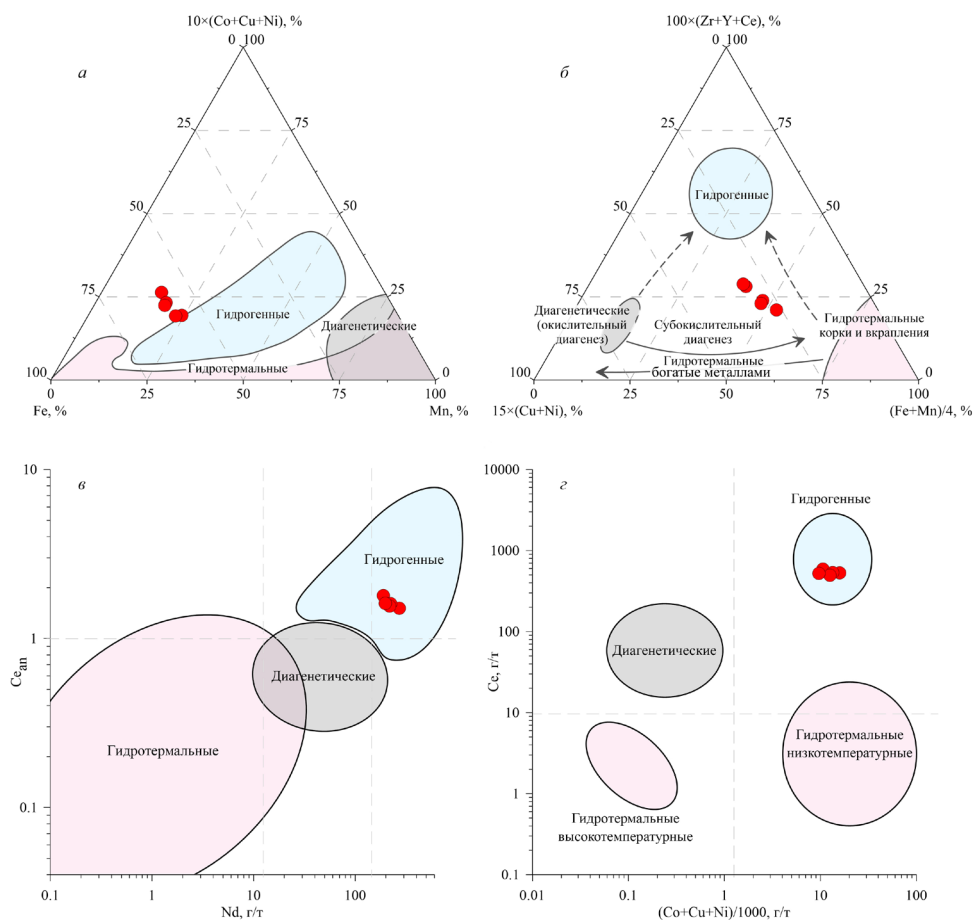 10×(Co+Cu+Ni), %
0 100
а
25
75
50
50
75
25
Гидрогенные
Диагенетические
Гидротермальные
100
0
25
50
75
100
Fe, %
Mn, %
100×(Zr+Y+Ce), %
0 100
б
25
75
Гидрогенные
50
50
75
25
Диагенетические
(окислительный
диагенез)
Субокислительный
диагенез
Гидротермальные
корки и вкрапления
Гидротермальные
богатые металлами
100
0
25
50
75
100
15×(Cu+Ni), %
(Fe+Mn)/4, %
10
в
Гидрогенные
1
Ce an
Диагенетические
Гидротермальные
0.1
0.1
1
10
100
Nd, г/т
10000
г
Гидрогенные
1000
100
Диагенетические
Ce, г/т
10
Гидротермальные
низкотемпературные
1
Гидротермальные
высокотемпературные
0.1
0.01
0.1
1
10
100
(Co+Cu+Ni)/1000, г/т